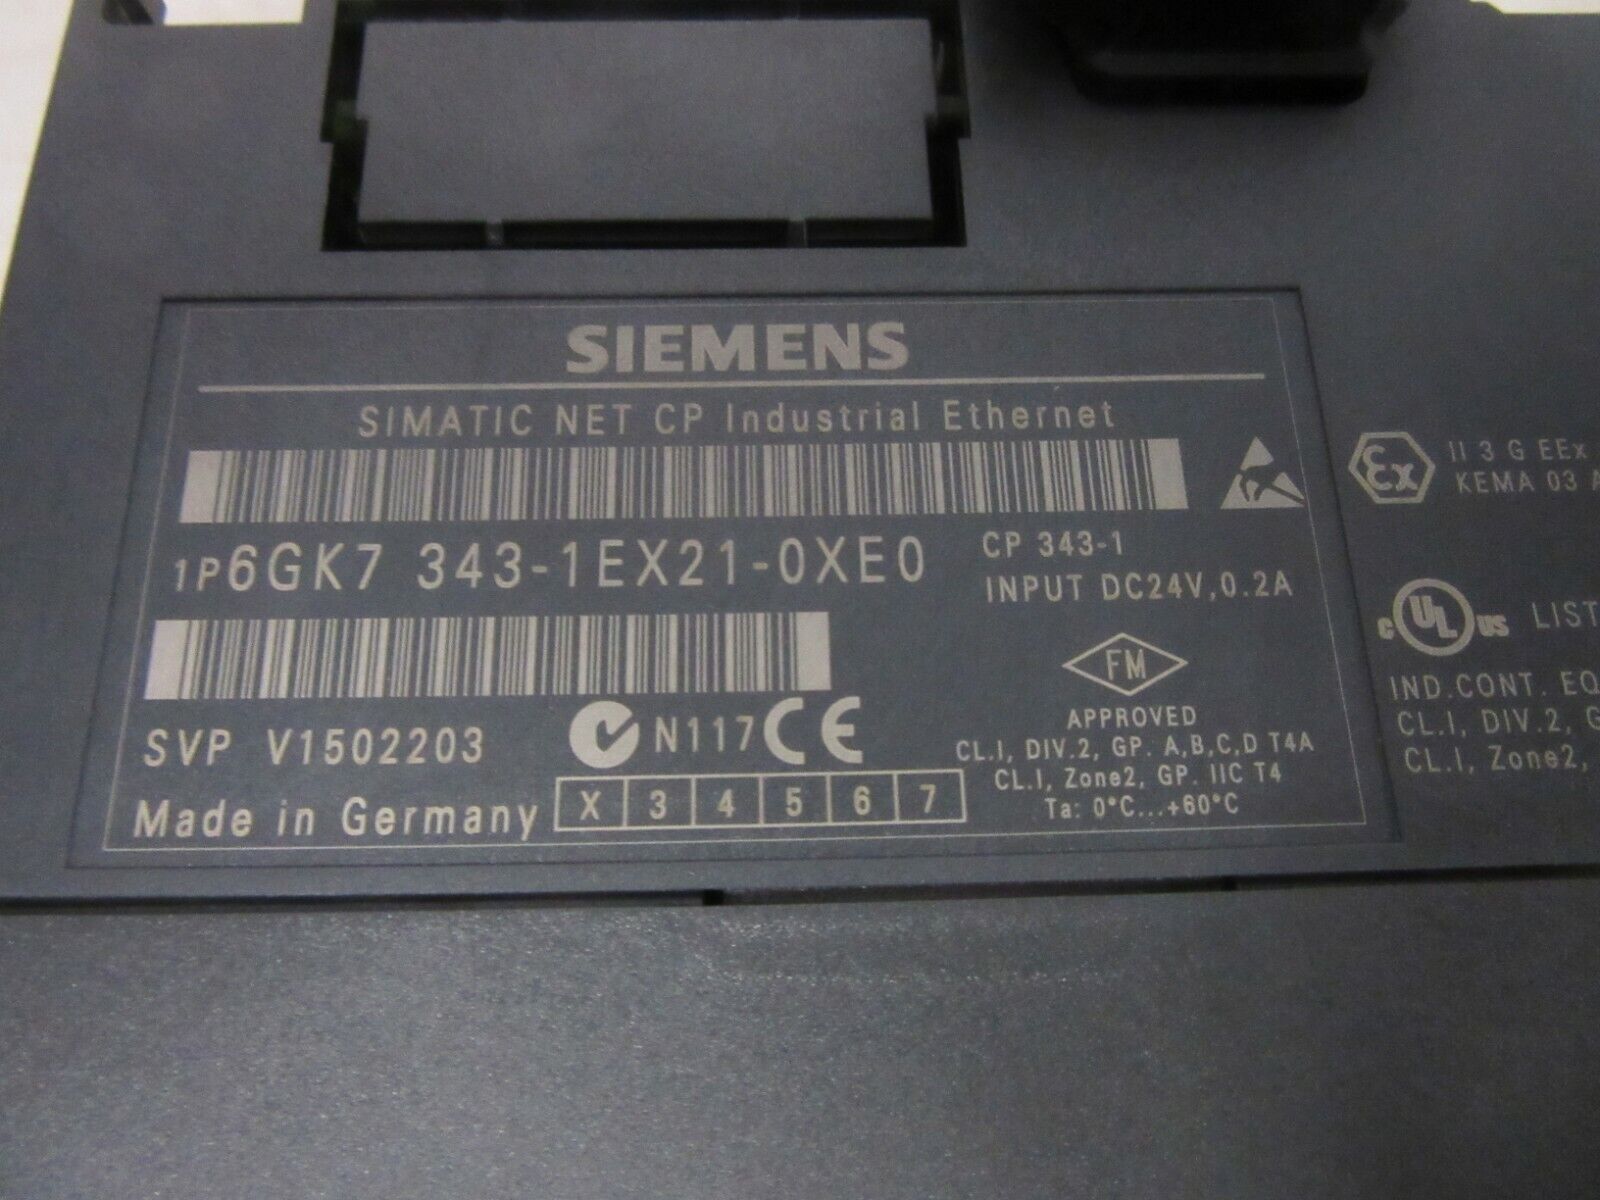 SIEMENS
SIMATIC NET CP Industrial Ethernet
1P6GK7 343-1EX21-0XE0
CP 343-1
INPUT DC24V,0.2A
SVP V1502203
N117 CE
Made in Germany
X 3 4 5 6 7
FM
APPROVED
CL.I, DIV.2, GP. A,B,C,D T4A
CL.I, Zone2, GP. IIC T4
Ta: 0°C...+60°C
Ex
II 3 G EEx
KEMA 03 A
c UL us LIST
IND.CONT. EQ
CL.I, DIV.2, G
CL.I, Zone2,